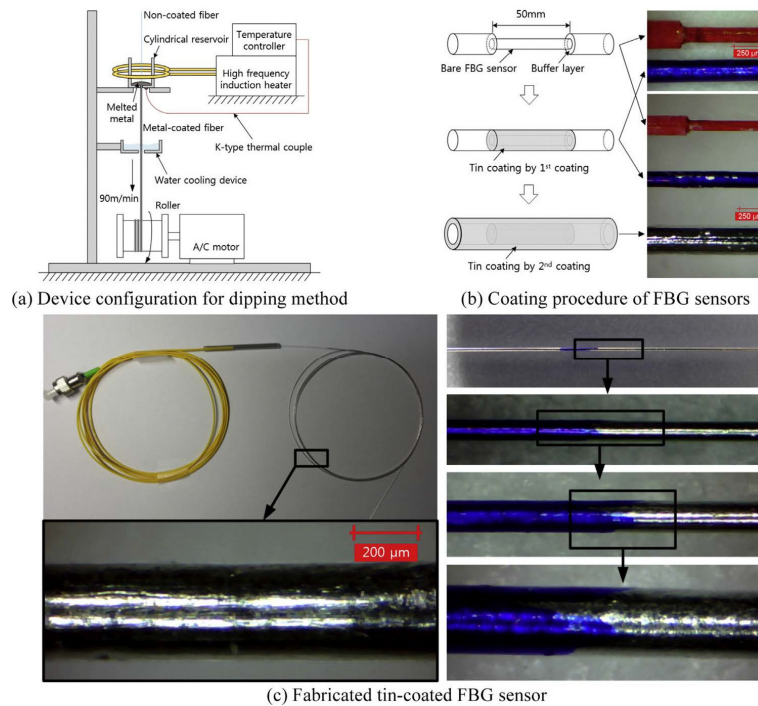 Non-coated fiber
Cylindrical reservoir
Temperature
controller
High frequency
induction heater
Melted
metal
Metal-coated fiber
K-type thermal couple
Water cooling device
90m/min
Roller
A/C motor
(a) Device configuration for dipping method
50mm
Bare FBG sensor
Buffer layer
Tin coating by 1st coating
Tin coating by 2nd coating
250 μm
250 μm
(b) Coating procedure of FBG sensors
200 μm
(c) Fabricated tin-coated FBG sensor